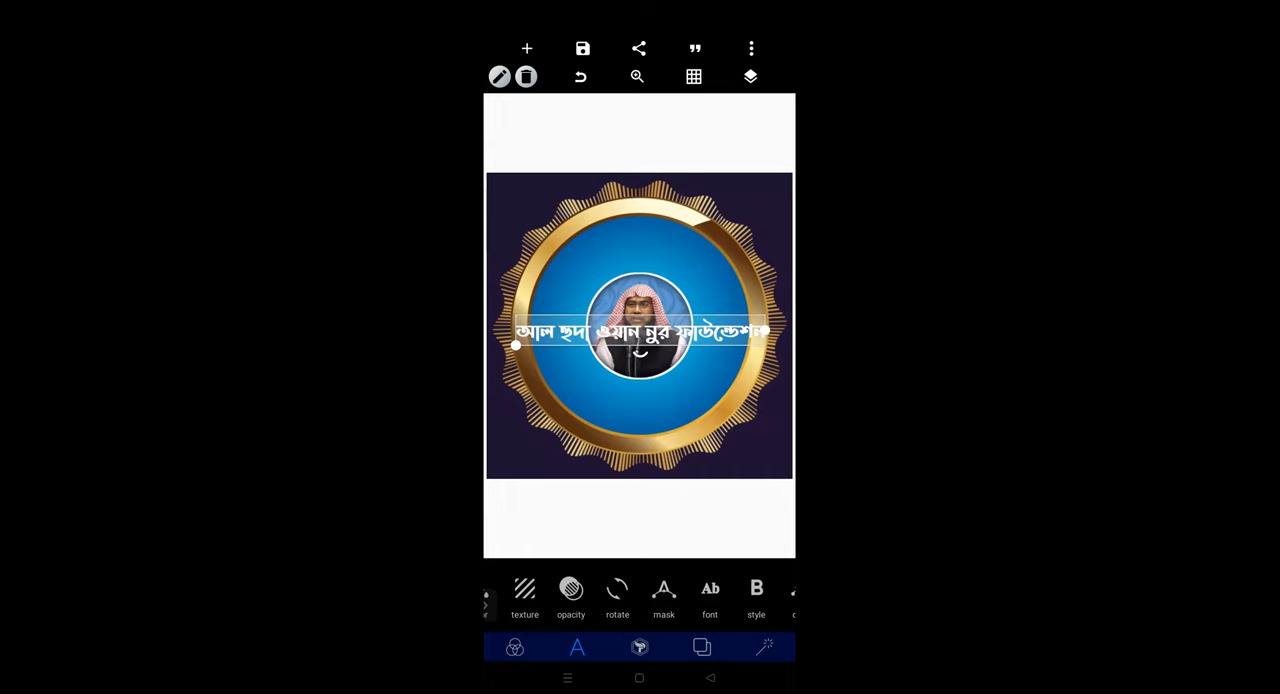 আল হুদা ওয়ান নুর ফাউন্ডেশন
texture opacity rotate mask font style